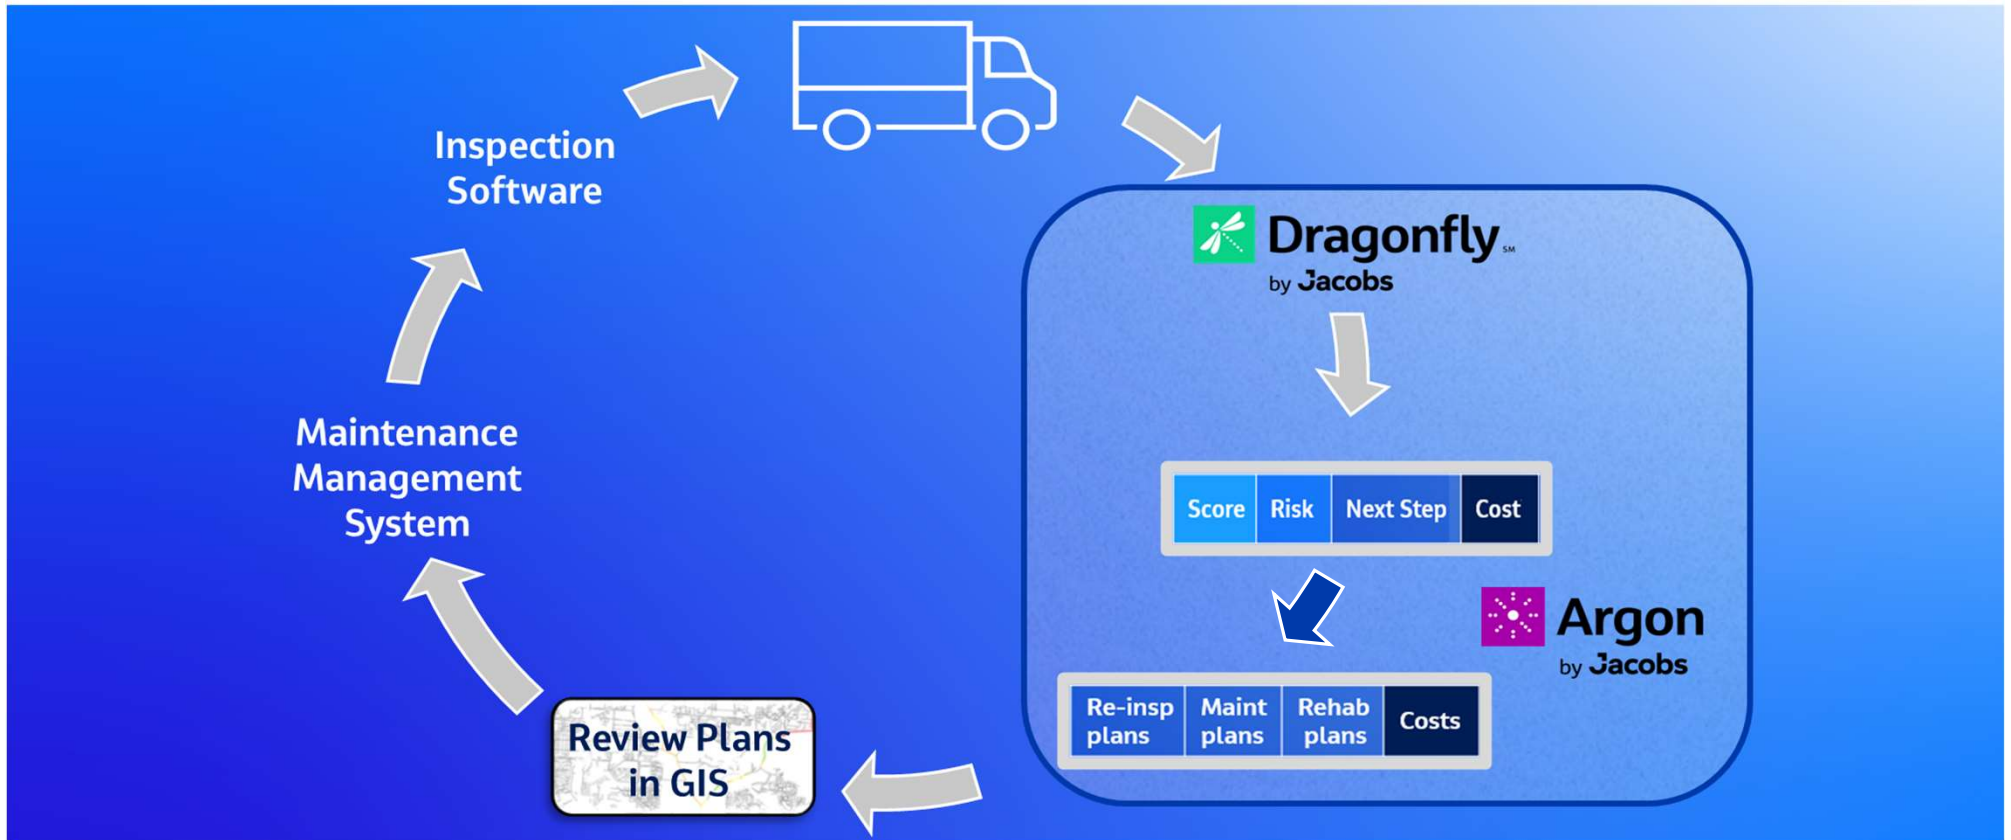 Inspection
Software
Dragonfly SM
by Jacobs
Maintenance
Management
System
Score Risk Next Step Cost
Argon
by Jacobs
Re-insp plans
Maint plans
Rehab plans
Costs
Review Plans
in GIS